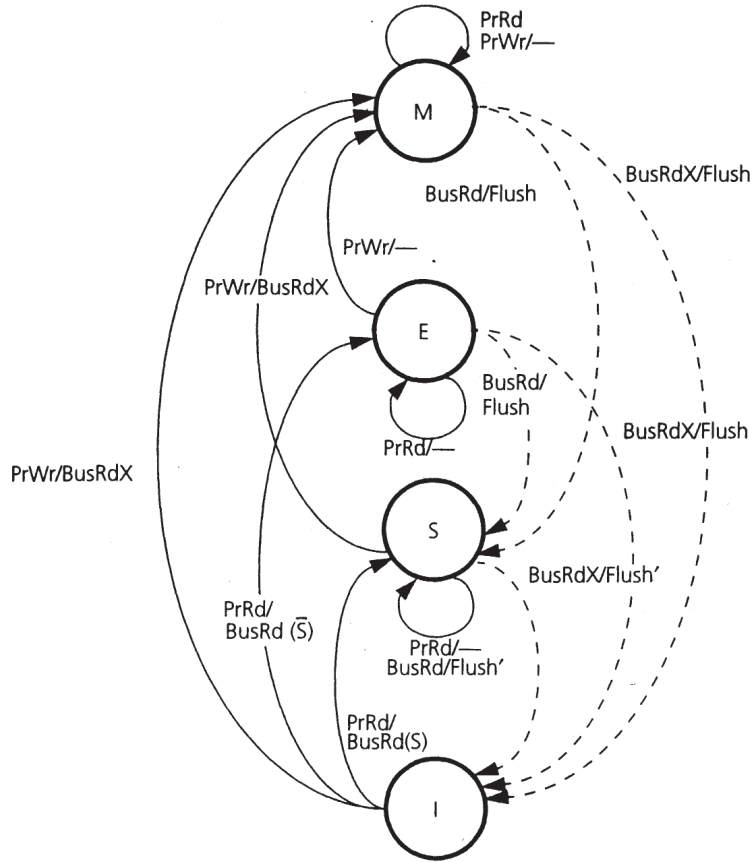 PrRd
PrWr/—
M
BusRdX/Flush
BusRd/Flush
PrWr/—
PrWr/BusRdX
E
BusRd/
Flush
BusRdX/Flush
PrRd/—
PrWr/BusRdX
S
BusRdX/Flush′
PrRd/
BusRd (S̄)
PrRd/—
BusRd/Flush′
PrRd/
BusRd(S)
I